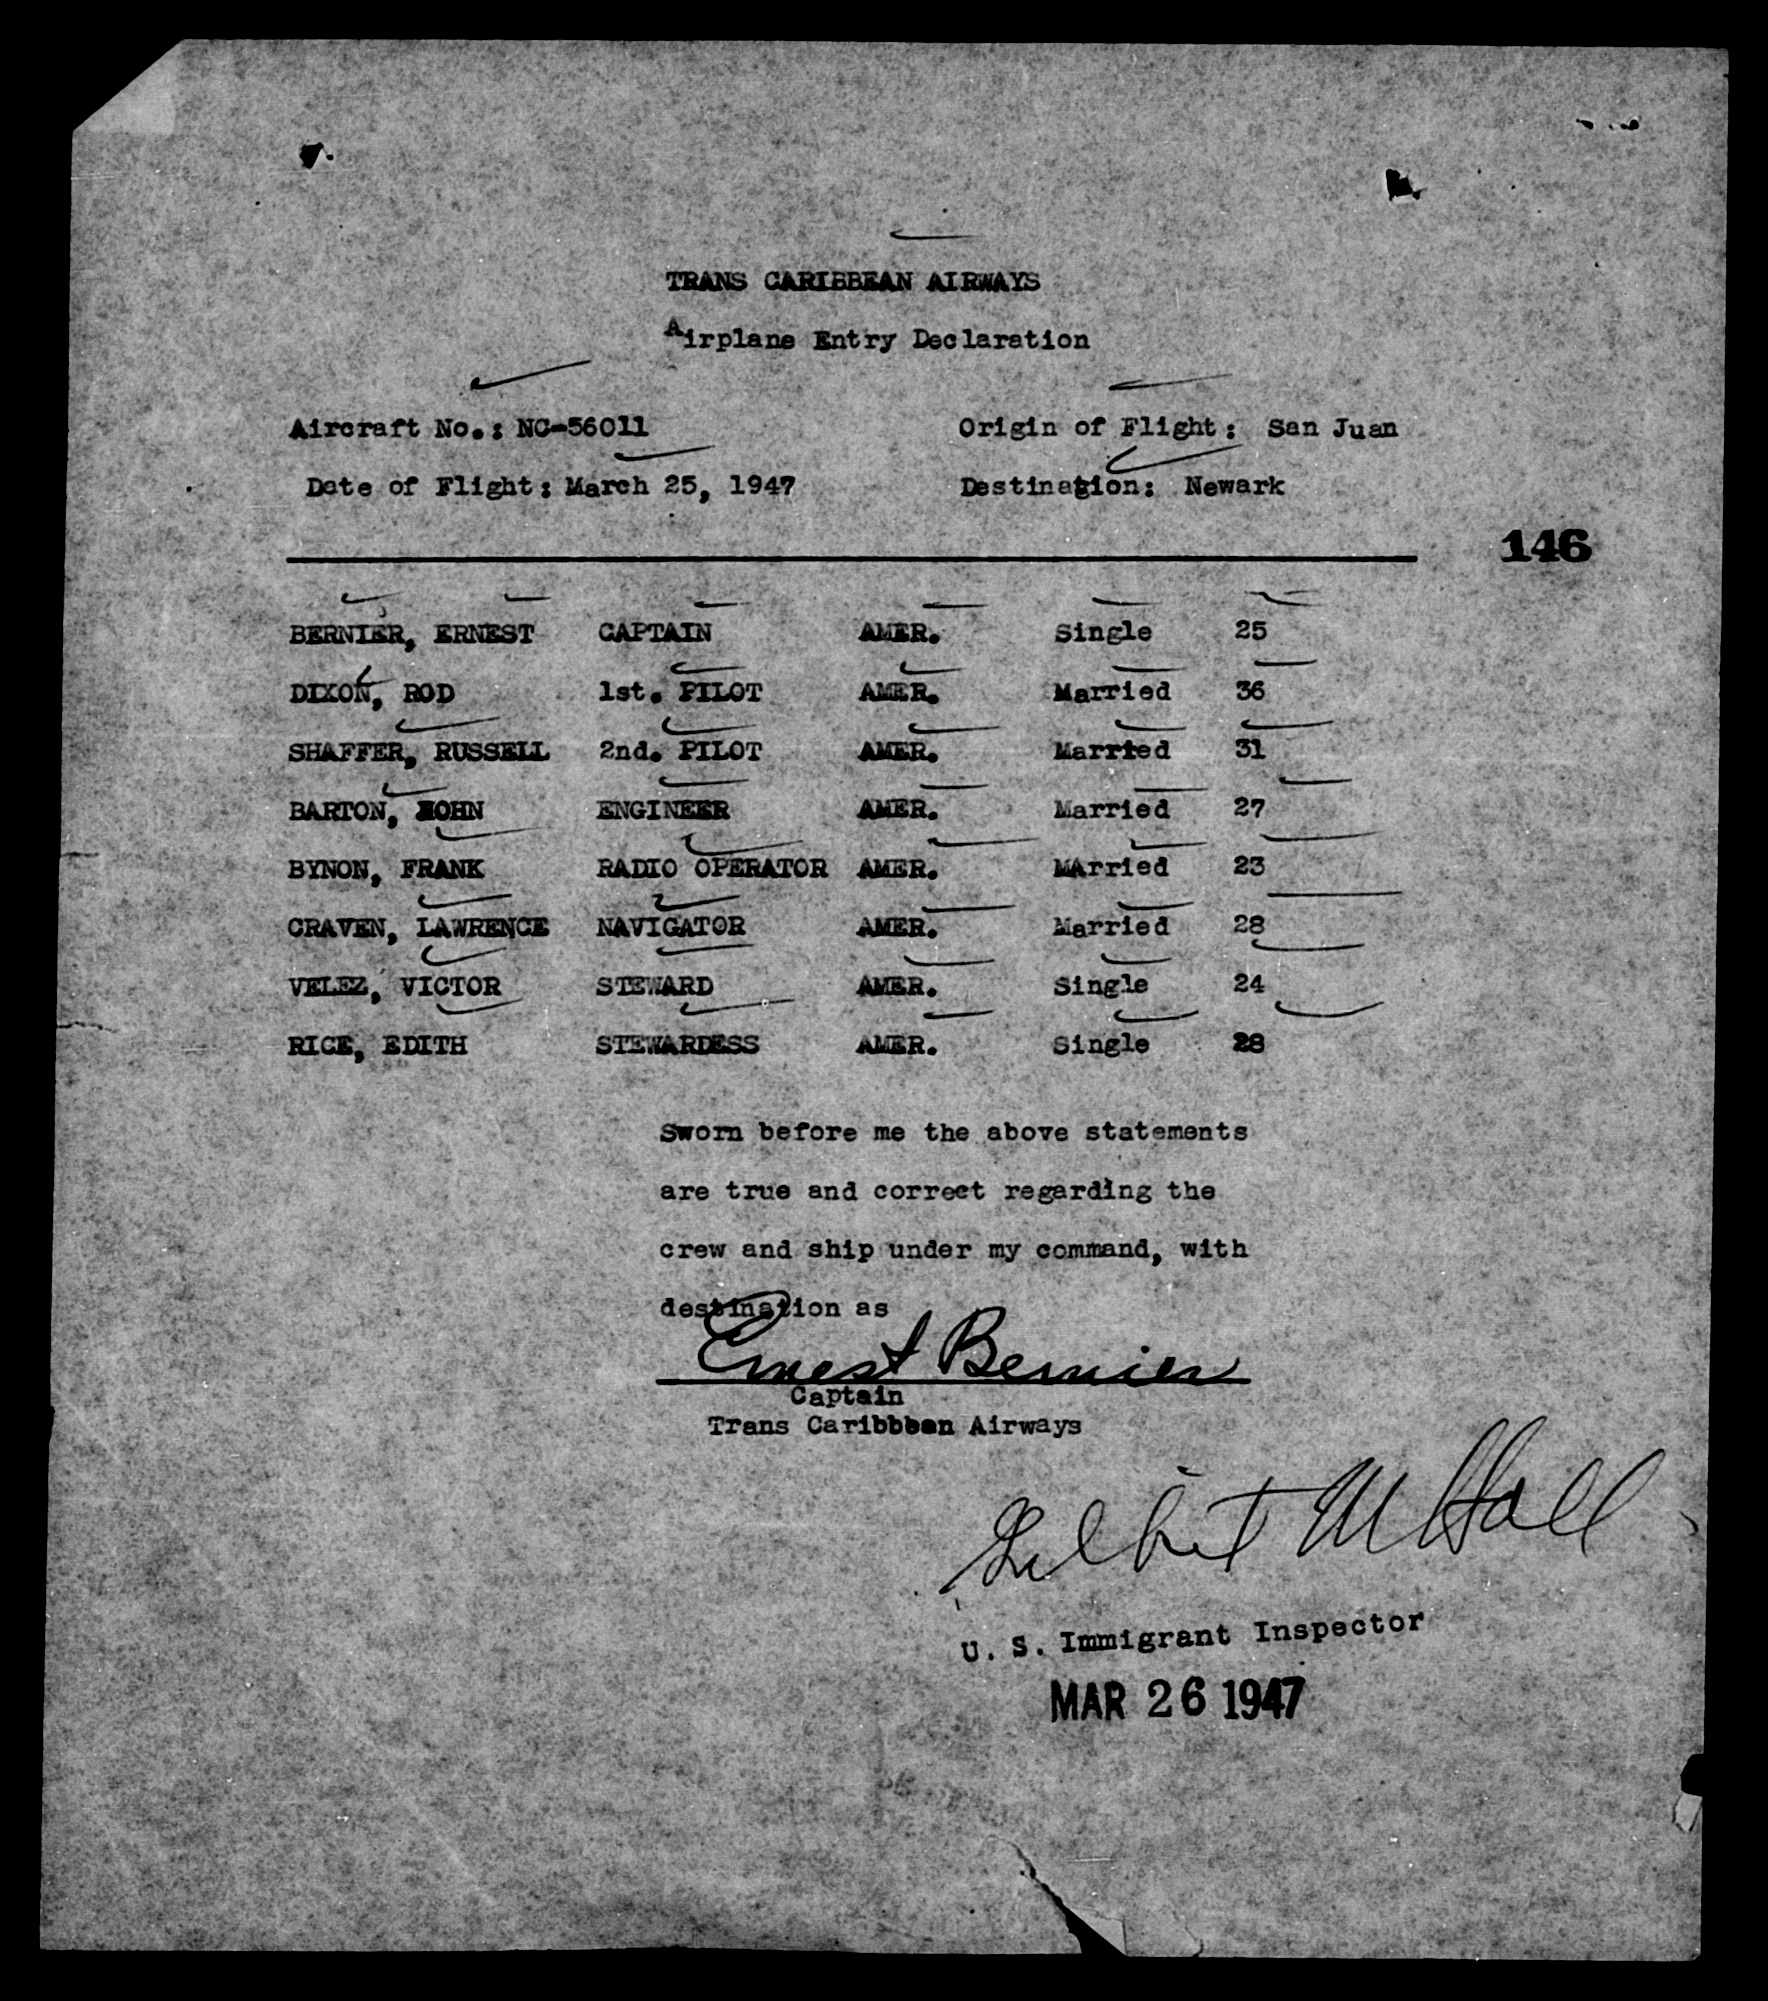 TRANS CARIBBEAN AIRWAYS
Airplane Entry Declaration
Aircraft No.: NC-56011 Origin of Flight: San Juan
Date of Flight: March 25, 1947 Destination: Newark
146
BERNIER, ERNEST CAPTAIN AMER. Single 25
DIXON, ROD 1st. PILOT AMER. Married 36
SHAFFER, RUSSELL 2nd. PILOT AMER. Married 31
BARTON, JOHN ENGINEER AMER. Married 27
BYNON, FRANK RADIO OPERATOR AMER. MArried 23
CRAVEN, LAWRENCE NAVIGATOR AMER. Married 28
VELEZ, VICTOR STEWARD AMER. Single 24
RICE, EDITH STEWARDESS AMER. Single 28
Sworn before me the above statements
are true and correct regarding the
crew and ship under my command, with
destination as
Ernest Bernier
Captain
Trans Caribbean Airways
Gilbert M Hall
U. S. Immigrant Inspector
MAR 26 1947